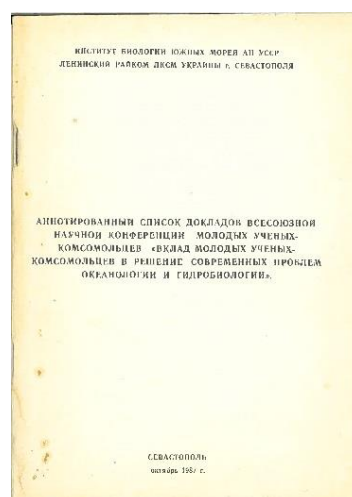 ИНСТИТУТ БИОЛОГИИ ЮЖНЫХ МОРЕЙ АН УССР
ЛЕНИНСКИЙ РАЙКОМ ЛКСМ УКРАИНЫ г. СЕВАСТОПОЛЯ
АННОТИРОВАННЫЙ СПИСОК ДОКЛАДОВ ВСЕСОЮЗНОЙ
НАУЧНОЙ КОНФЕРЕНЦИИ МОЛОДЫХ УЧЕНЫХ-
КОМСОМОЛЬЦЕВ «ВКЛАД МОЛОДЫХ УЧЕНЫХ-
КОМСОМОЛЬЦЕВ В РЕШЕНИЕ СОВРЕМЕННЫХ ПРОБЛЕМ
ОКЕАНОЛОГИИ И ГИДРОБИОЛОГИИ».
СЕВАСТОПОЛЬ
октябрь г.